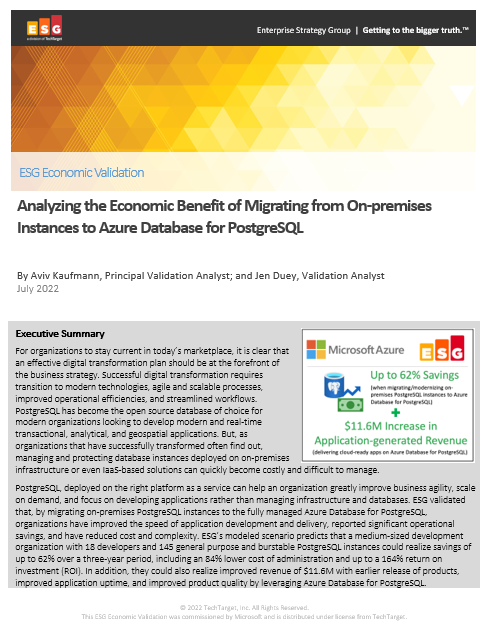 ESG
a division of TechTarget
Enterprise Strategy Group | Getting to the bigger truth.™
ESG Economic Validation
Analyzing the Economic Benefit of Migrating from On-premises
Instances to Azure Database for PostgreSQL
By Aviv Kaufmann, Principal Validation Analyst; and Jen Duey, Validation Analyst
July 2022
Executive Summary
For organizations to stay current in today's marketplace, it is clear that
an effective digital transformation plan should be at the forefront of
the business strategy. Successful digital transformation requires
transition to modern technologies, agile and scalable processes,
improved operational efficiencies, and streamlined workflows.
PostgreSQL has become the open source database of choice for
modern organizations looking to develop modern and real-time
transactional, analytical, and geospatial applications. But, as
organizations that have successfully transformed often find out,
managing and protecting database instances deployed on on-premises
infrastructure or even IaaS-based solutions can quickly become costly and difficult to manage.
Microsoft Azure
ESG
Up to 62% Savings
(when migrating/modernizing on-
premises PostgreSQL Instances to Azure
Database for PostgreSQL)
+
$11.6M Increase in
Application-generated Revenue
(delivering cloud-ready apps on Azure Database for PostgreSQL)
PostgreSQL, deployed on the right platform as a service can help an organization greatly improve business agility, scale
on demand, and focus on developing applications rather than managing infrastructure and databases. ESG validated
that, by migrating on-premises PostgreSQL instances to the fully managed Azure Database for PostgreSQL,
organizations have improved the speed of application development and delivery, reported significant operational
savings, and have reduced cost and complexity. ESG's modeled scenario predicts that a medium-sized development
organization with 18 developers and 145 general purpose and burstable PostgreSQL instances could realize savings of
up to 62% over a three-year period, including an 84% lower cost of administration and up to a 164% return on
investment (ROI). In addition, they could also realize improved revenue of $11.6M with earlier release of products,
improved application uptime, and improved product quality by leveraging Azure Database for PostgreSQL.
© 2022 TechTarget, Inc. All Rights Reserved.
This ESG Economic Validation was commissioned by Microsoft and is distributed under license from TechTarget.